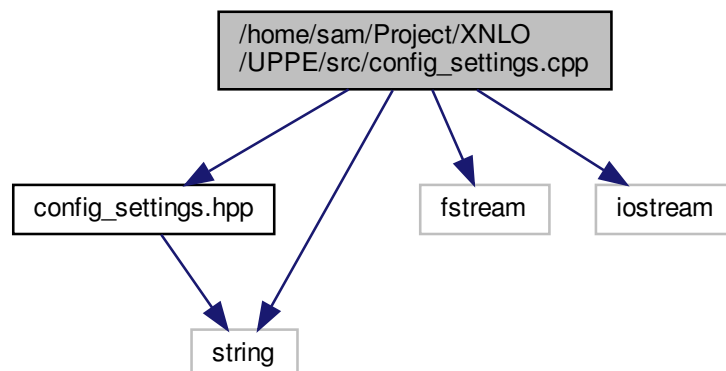 /home/sam/Project/XNLO
/UPPE/src/config_settings.cpp
config_settings.hpp
fstream
iostream
string